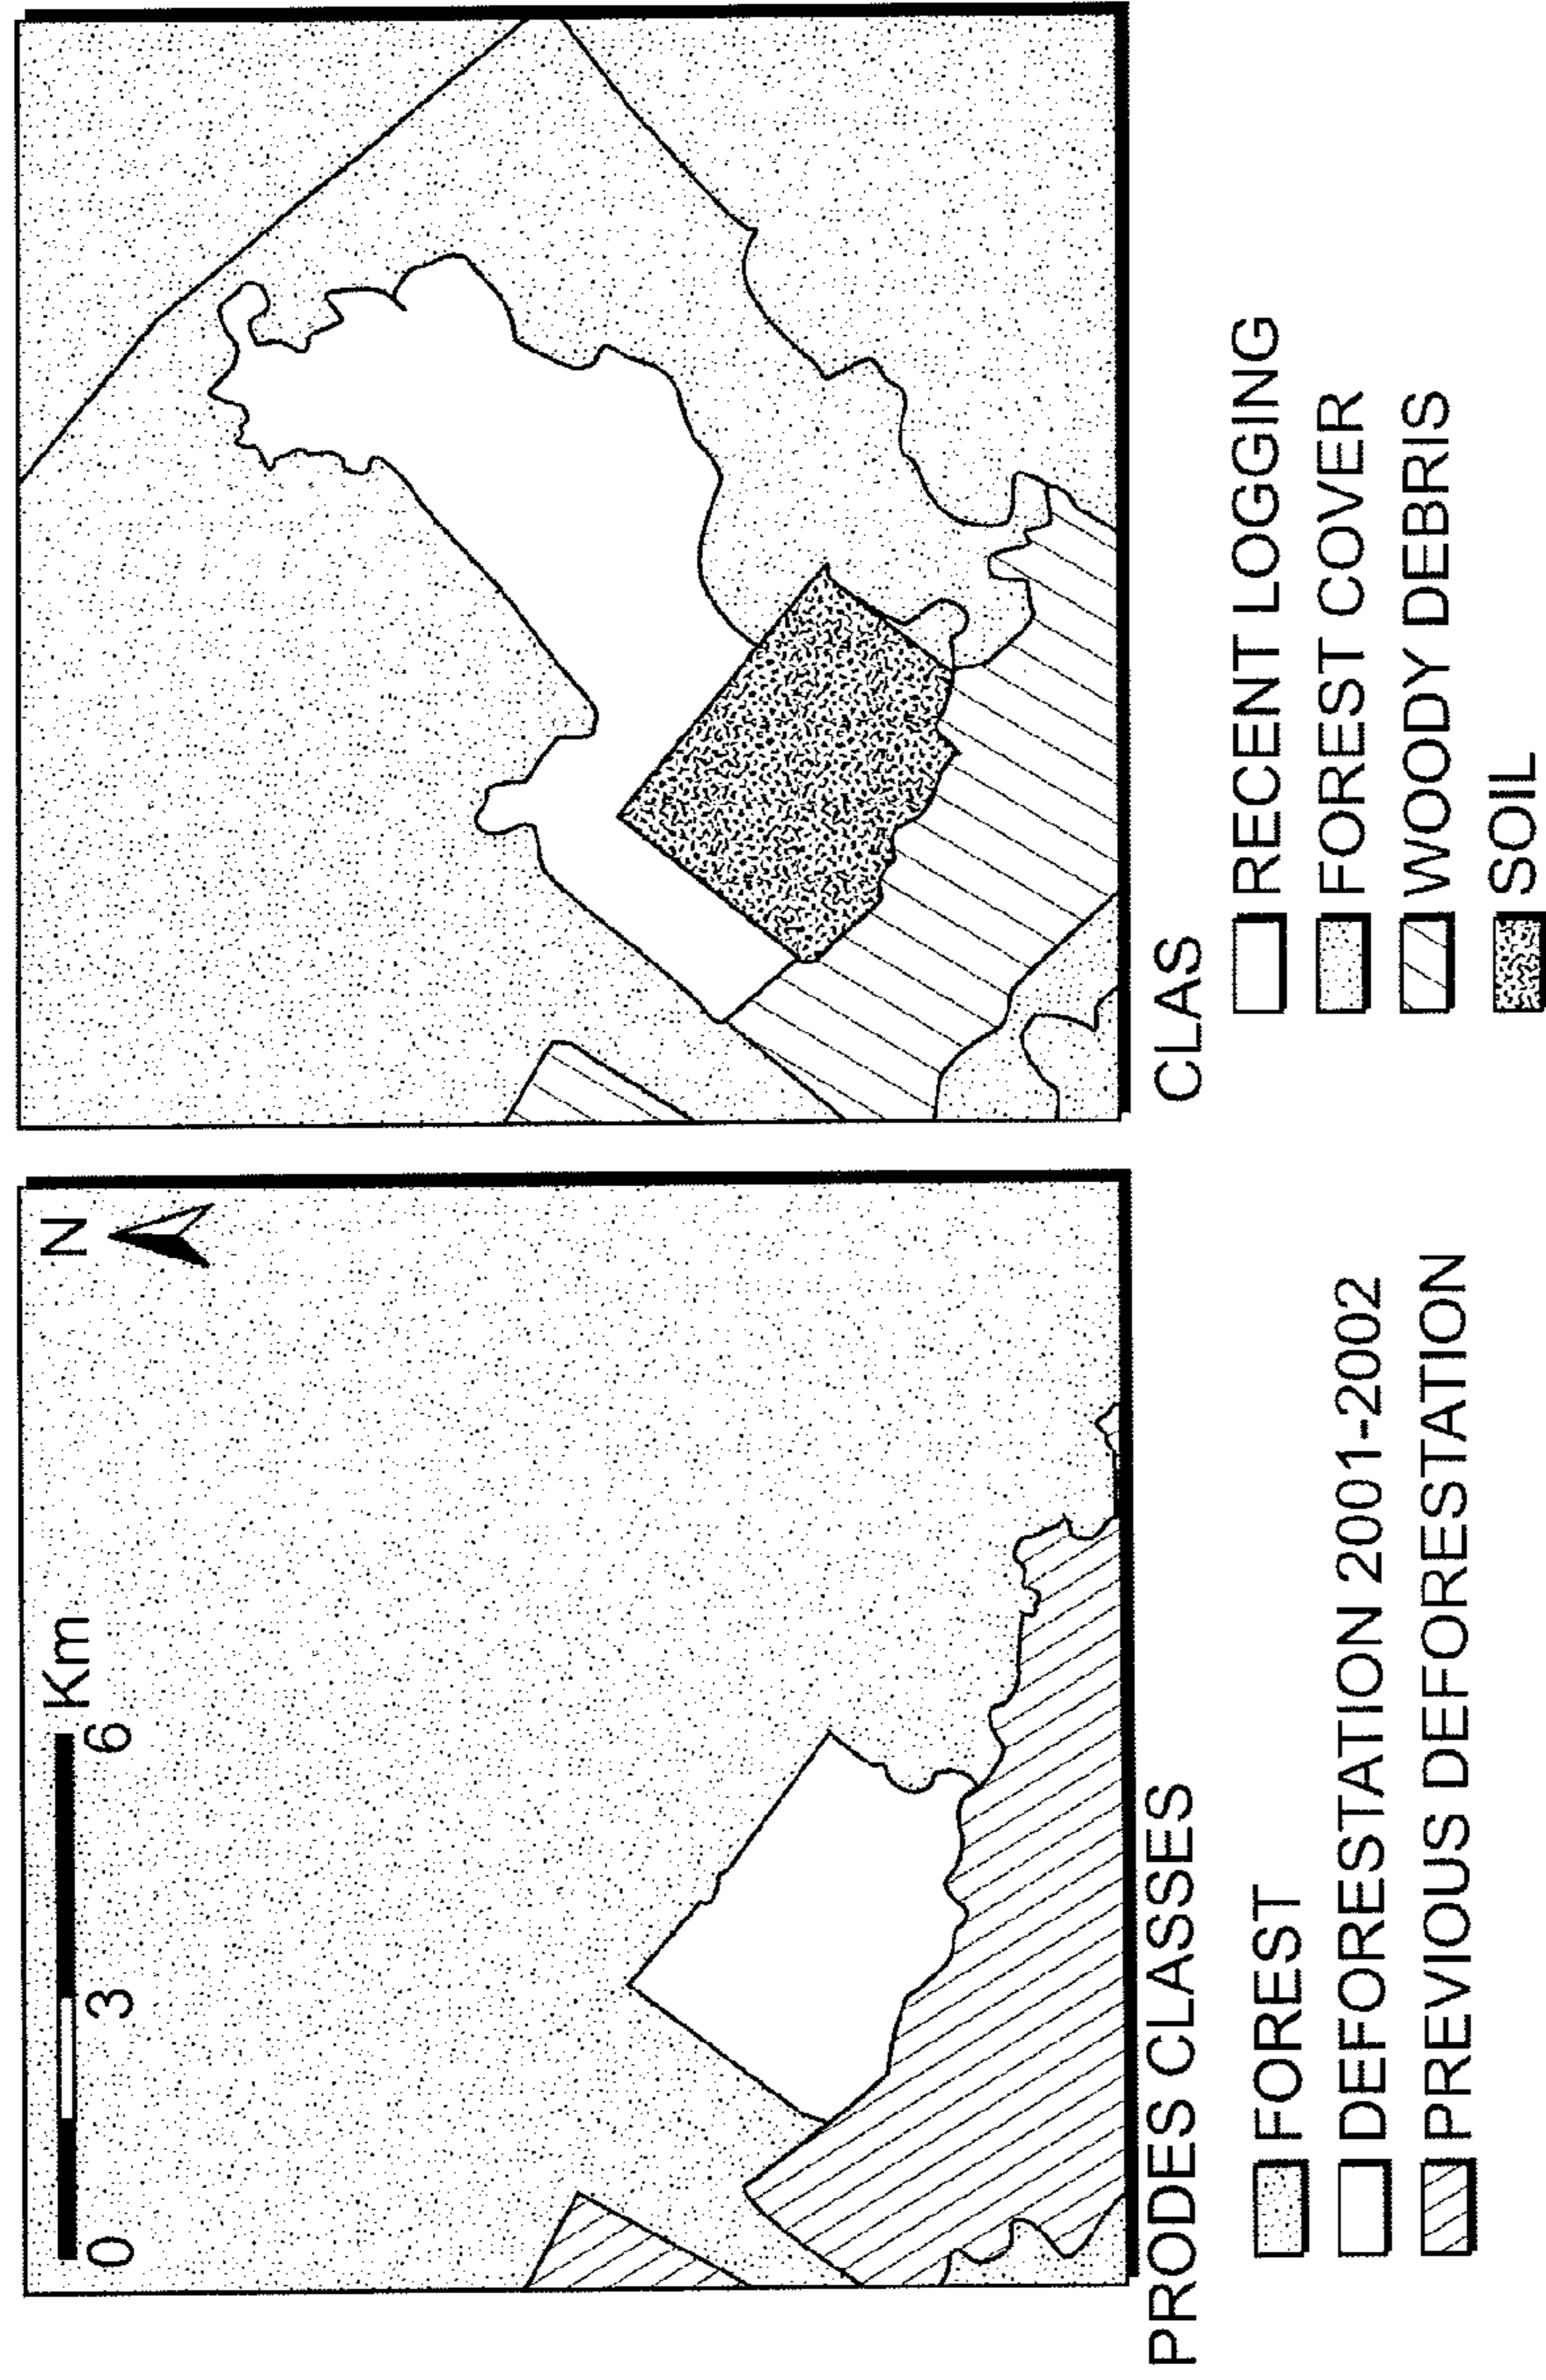 0 3 6 Km
N
PRODES CLASSES
FOREST
DEFORESTATION 2001-2002
PREVIOUS DEFORESTATION
CLAS
RECENT LOGGING
FOREST COVER
WOODY DEBRIS
SOIL